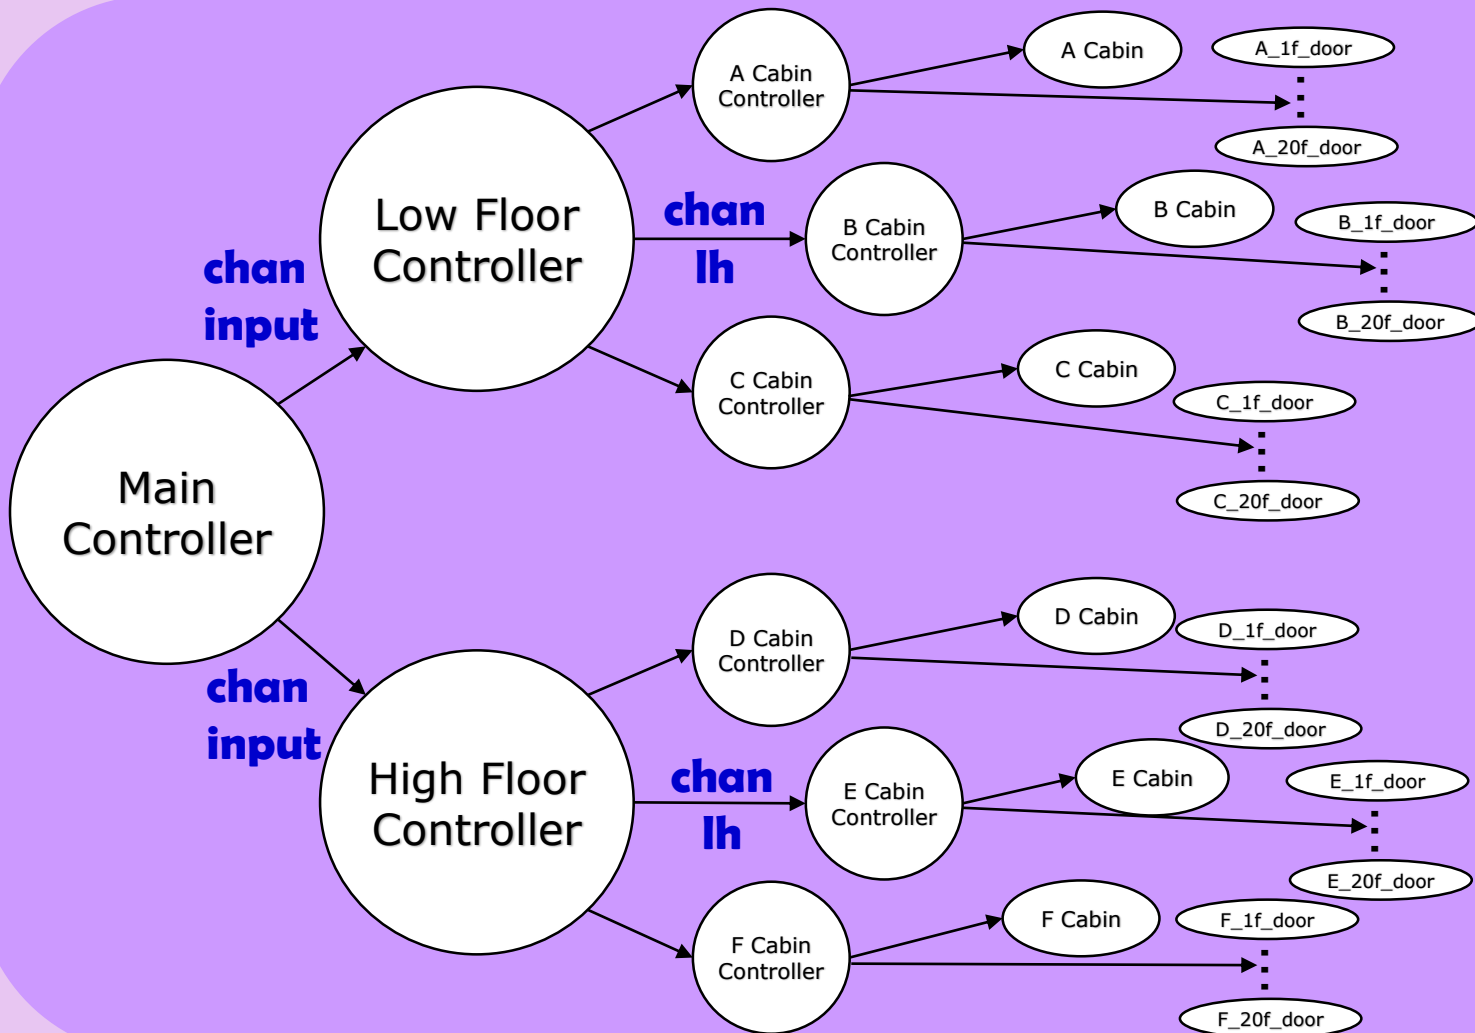 A Cabin
Controller
A Cabin
A_1f_door
A_20f_door
Low Floor
Controller
chan
input
chan
lh
B Cabin
Controller
B Cabin
B_1f_door
B_20f_door
C Cabin
Controller
C Cabin
C_1f_door
C_20f_door
Main
Controller
D Cabin
Controller
D Cabin
D_1f_door
D_20f_door
chan
input
High Floor
Controller
chan
lh
E Cabin
Controller
E Cabin
E_1f_door
E_20f_door
F Cabin
Controller
F Cabin
F_1f_door
F_20f_door